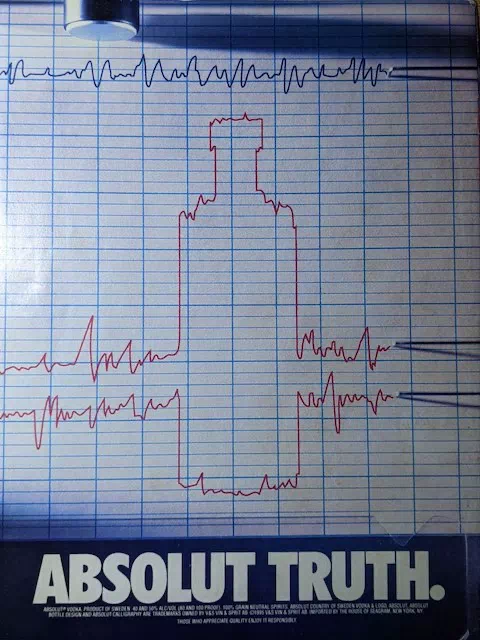 ABSOLUT TRUTH.
ABSOLUT® VODKA. PRODUCT OF SWEDEN. 40 AND 50% ALC/VOL (80 AND 100 PROOF). 100% GRAIN NEUTRAL SPIRITS. ABSOLUT COUNTRY OF SWEDEN VODKA & LOGO, ABSOLUT, ABSOLUT
BOTTLE DESIGN AND ABSOLUT CALLIGRAPHY ARE TRADEMARKS OWNED BY V&S VIN & SPRIT AB. V&S VIN & SPRIT AB. IMPORTED BY THE HOUSE OF SEAGRAM, NEW YORK, NY.
THOSE WHO APPRECIATE QUALITY ENJOY IT RESPONSIBLY.